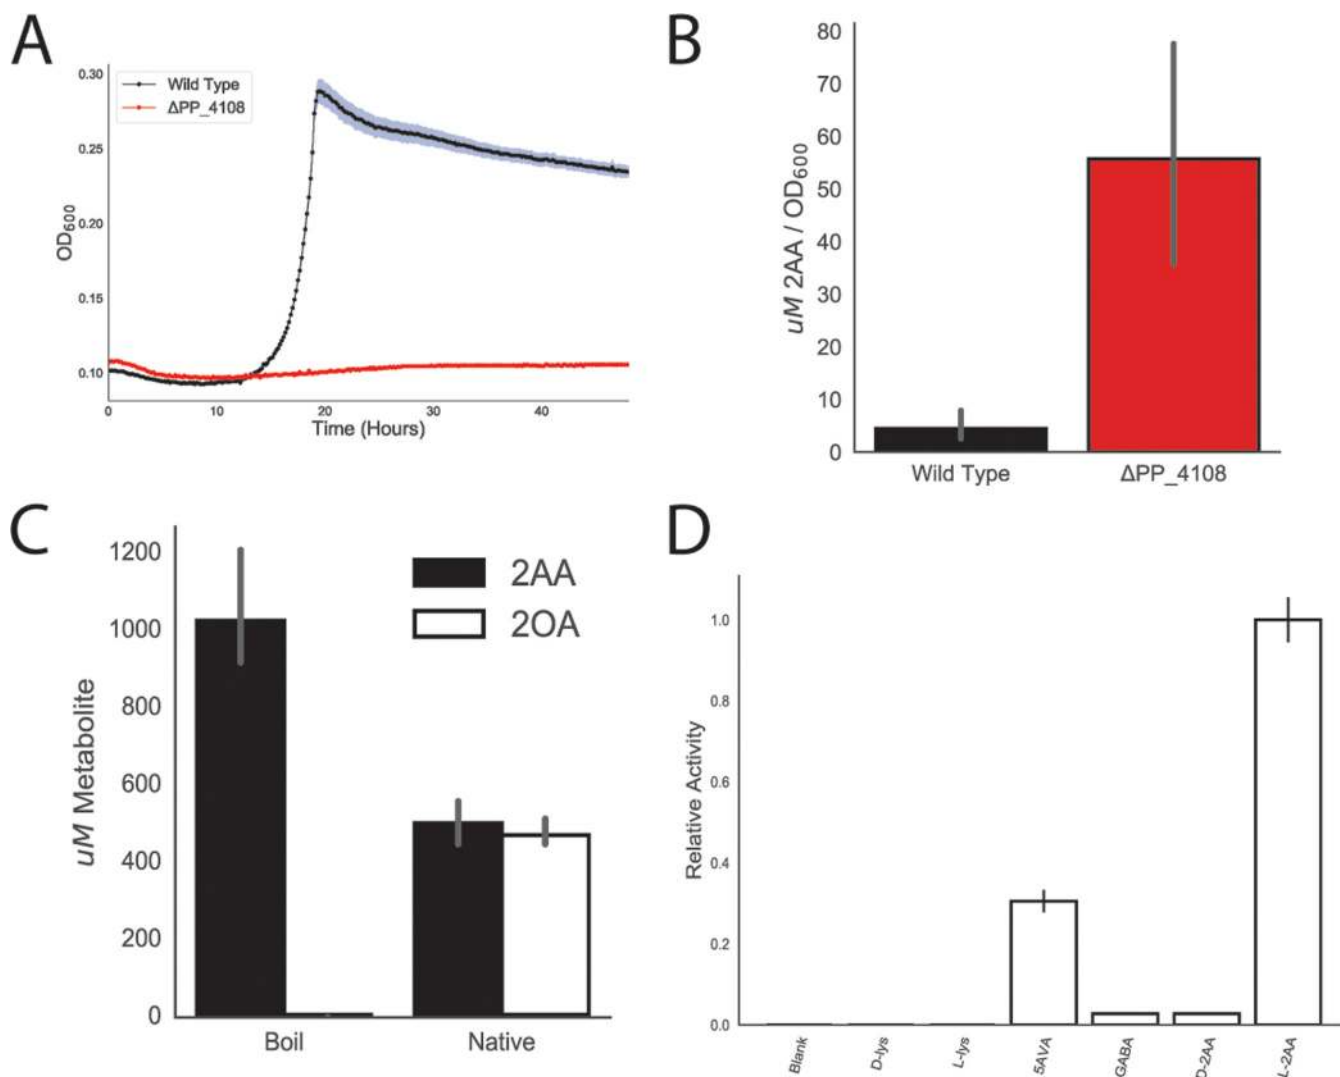 A
0.30
0.25
0.20
0.15
0.10
OD600
0
10
20
30
40
Time (Hours)
Wild Type
ΔPP_4108
B
80
70
60
50
40
30
20
10
0
uM 2AA / OD600
Wild Type
ΔPP_4108
C
1200
1000
800
600
400
200
0
uM Metabolite
2AA
2OA
Boil
Native
D
1.0
0.8
0.6
0.4
0.2
0.0
Relative Activity
Blank
D-lys
L-lys
5AVA
GABA
D-2AA
L-2AA